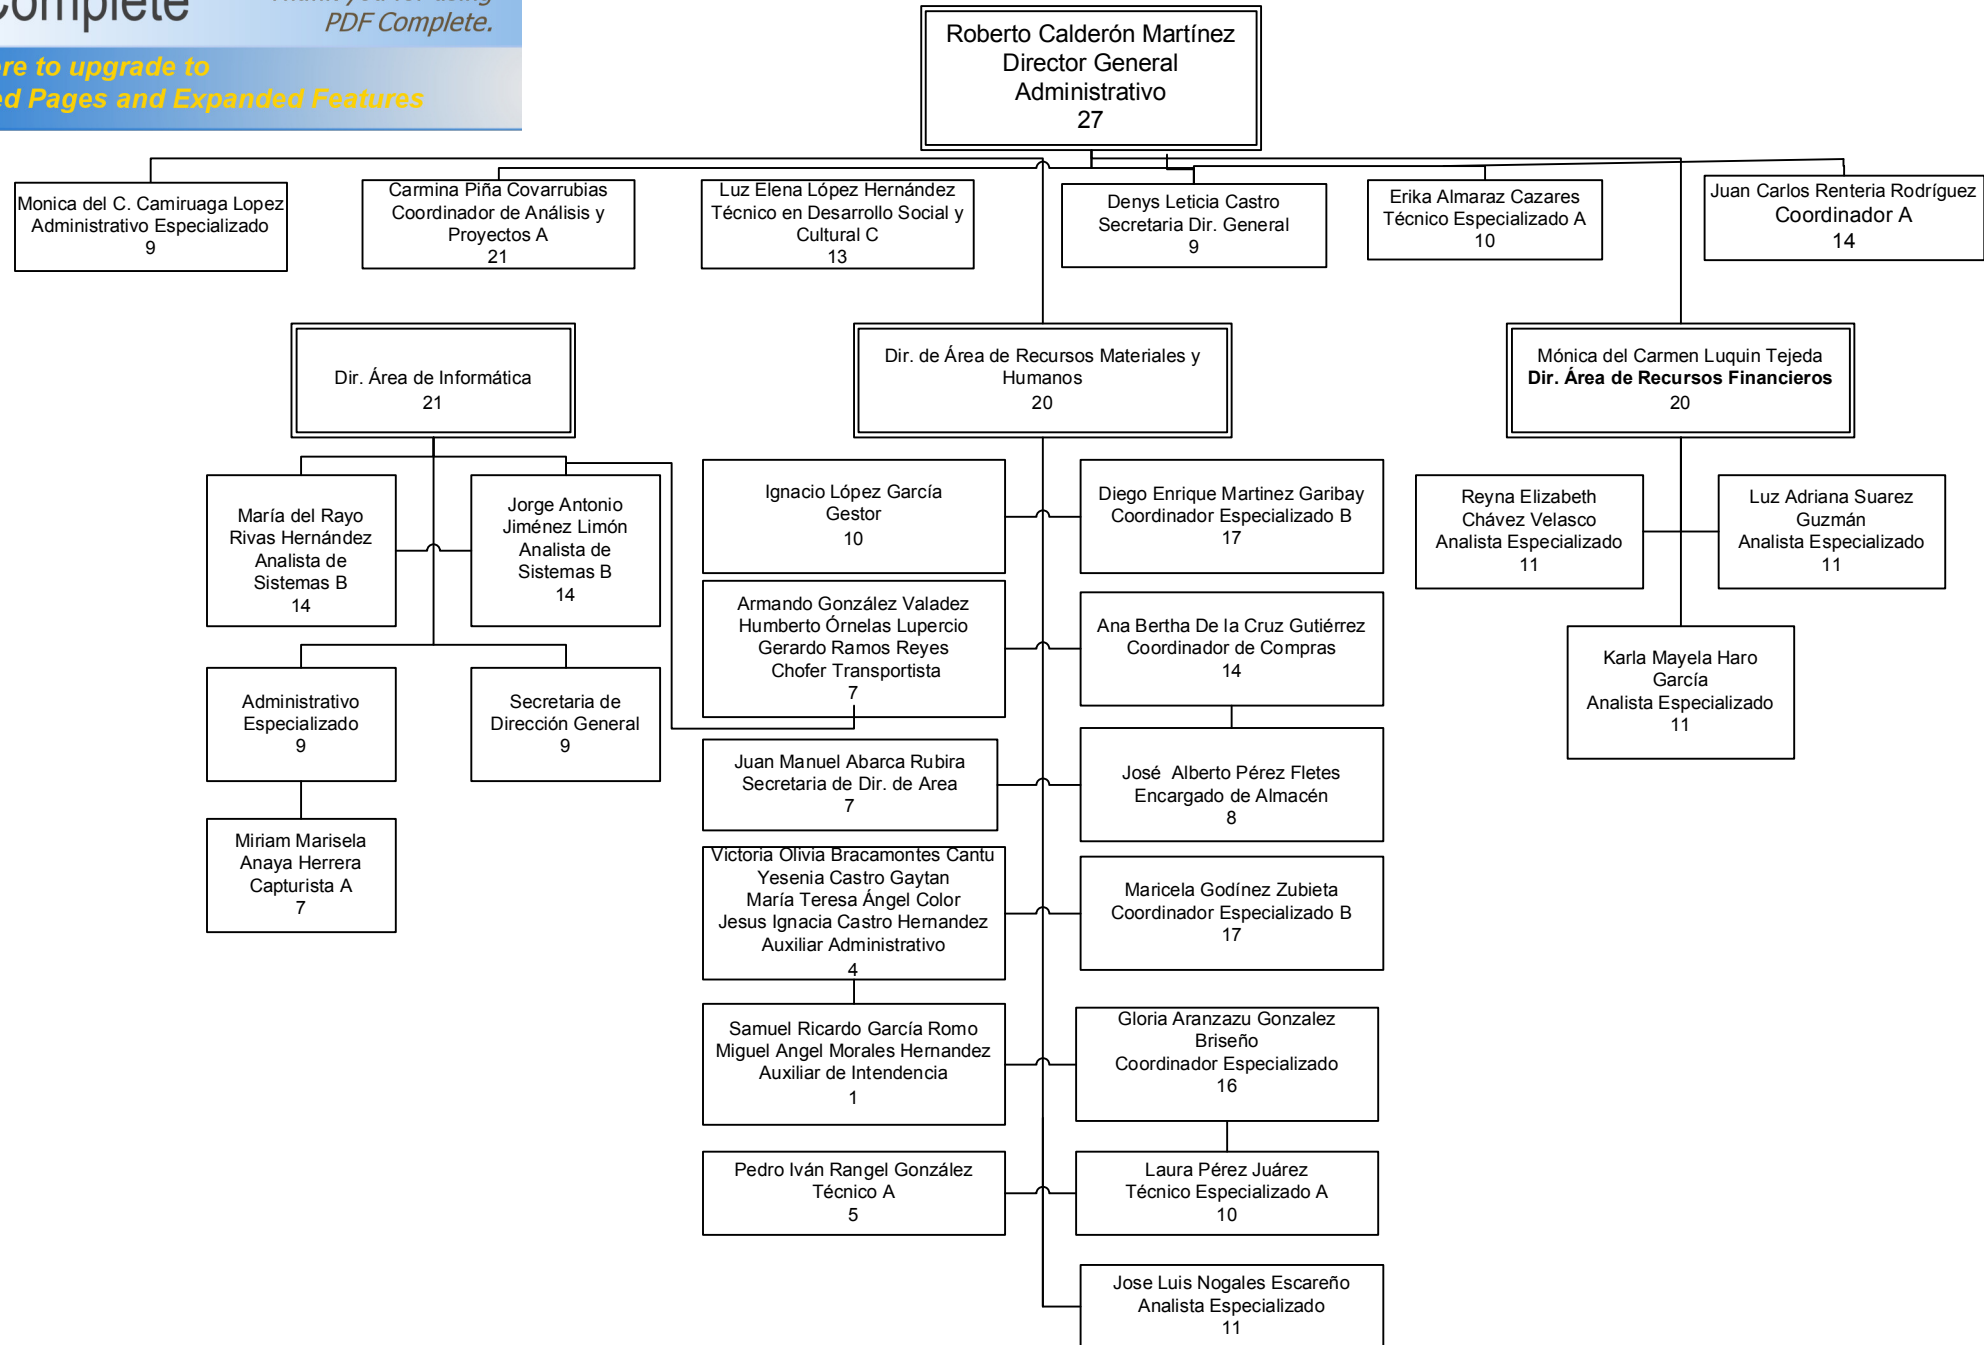 Complete
PDF Complete.
to upgrade to
Pages and Expanded Features
Roberto Calderón Martínez
Director General
Administrativo
27
Monica del C. Camiruaga Lopez
Administrativo Especializado
9
Carmina Piña Covarrubias
Coordinador de Análisis y
Proyectos A
21
Luz Elena López Hernández
Técnico en Desarrollo Social y
Cultural C
13
Denys Leticia Castro
Secretaria Dir. General
9
Erika Almaraz Cazares
Técnico Especializado A
10
Juan Carlos Renteria Rodríguez
Coordinador A
14
Dir. Área de Informática
21
Dir. de Área de Recursos Materiales y
Humanos
20
Mónica del Carmen Luquin Tejeda
Dir. Área de Recursos Financieros
20
María del Rayo
Rivas Hernández
Analista de
Sistemas B
14
Jorge Antonio
Jiménez Limón
Analista de
Sistemas B
14
Administrativo
Especializado
9
Secretaria de
Dirección General
9
Miriam Marisela
Anaya Herrera
Capturista A
7
Ignacio López García
Gestor
10
Diego Enrique Martinez Garibay
Coordinador Especializado B
17
Armando González Valadez
Humberto Órnelas Lupercio
Gerardo Ramos Reyes
Chofer Transportista
7
Ana Bertha De la Cruz Gutiérrez
Coordinador de Compras
14
Juan Manuel Abarca Rubira
Secretaria de Dir. de Area
7
José Alberto Pérez Fletes
Encargado de Almacén
8
Victoria Olivia Bracamontes Cantu
Yesenia Castro Gaytan
María Teresa Ángel Color
Jesus Ignacia Castro Hernandez
Auxiliar Administrativo
4
Maricela Godínez Zubieta
Coordinador Especializado B
17
Samuel Ricardo García Romo
Miguel Angel Morales Hernandez
Auxiliar de Intendencia
1
Gloria Aranzazu Gonzalez
Briseño
Coordinador Especializado
16
Pedro Iván Rangel González
Técnico A
5
Laura Pérez Juárez
Técnico Especializado A
10
Jose Luis Nogales Escareño
Analista Especializado
11
Reyna Elizabeth
Chávez Velasco
Analista Especializado
11
Luz Adriana Suarez
Guzmán
Analista Especializado
11
Karla Mayela Haro
García
Analista Especializado
11